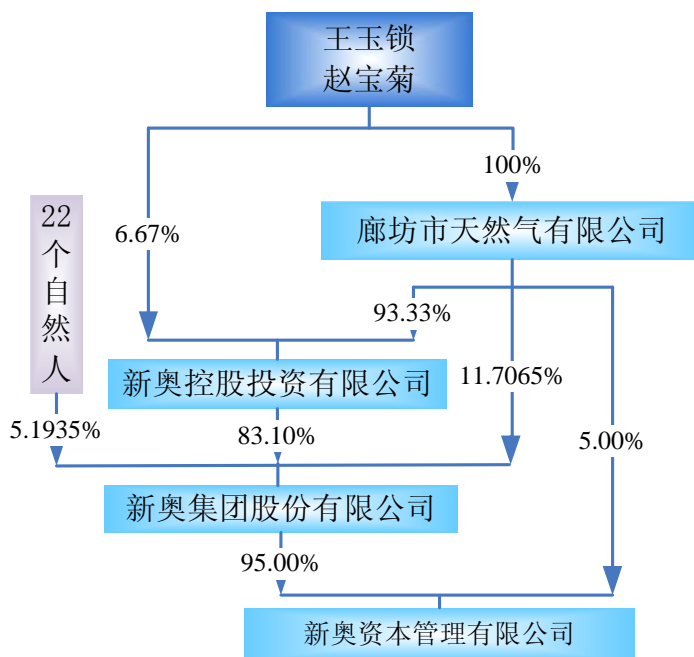 王玉锁
赵宝菊
100%
22个自然人
廊坊市天然气有限公司
6.67%
93.33%
新奥控股投资有限公司
11.7065%
5.1935%
83.10%
5.00%
新奥集团股份有限公司
95.00%
新奥资本管理有限公司